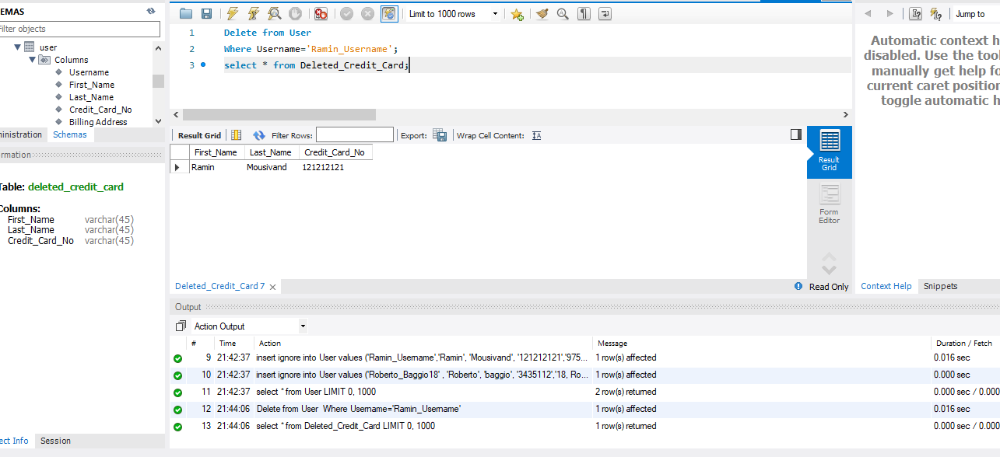 EMAS
Filter objects
user
Columns
Username
First_Name
Last_Name
Credit_Card_No
Billing Address
ministration Schemas
rmation
Table: deleted_credit_card
Columns:
First_Name varchar(45)
Last_Name varchar(45)
Credit_Card_No varchar(45)
ect Info Session
Limit to 1000 rows
1 Delete from User
2 Where Username='Ramin_Username';
3 select * from Deleted_Credit_Card;
Result Grid Filter Rows: Export: Wrap Cell Content: IA
First_Name Last_Name Credit_Card_No
Ramin Mousivand 121212121
Result
Grid
Form
Editor
Deleted_Credit_Card 7 Read Only
Output
Action Output
# Time Action Message Duration / Fetch
9 21:42:37 insert ignore into User values ('Ramin_Username','Ramin', 'Mousivand', '121212121','975... 1 row(s) affected 0.016 sec
10 21:42:37 insert ignore into User values ('Roberto_Baggio18' , 'Roberto', 'baggio', '3435112','18, Ro... 1 row(s) affected 0.000 sec
11 21:42:37 select * from User LIMIT 0, 1000 2 row(s) returned 0.000 sec / 0.000
12 21:44:06 Delete from User Where Username='Ramin_Username' 1 row(s) affected 0.016 sec
13 21:44:06 select * from Deleted_Credit_Card LIMIT 0, 1000 1 row(s) returned 0.000 sec / 0.000
Jump to
Automatic context h
disabled. Use the tool
manually get help fo
current caret position
toggle automatic h
Context Help Snippets